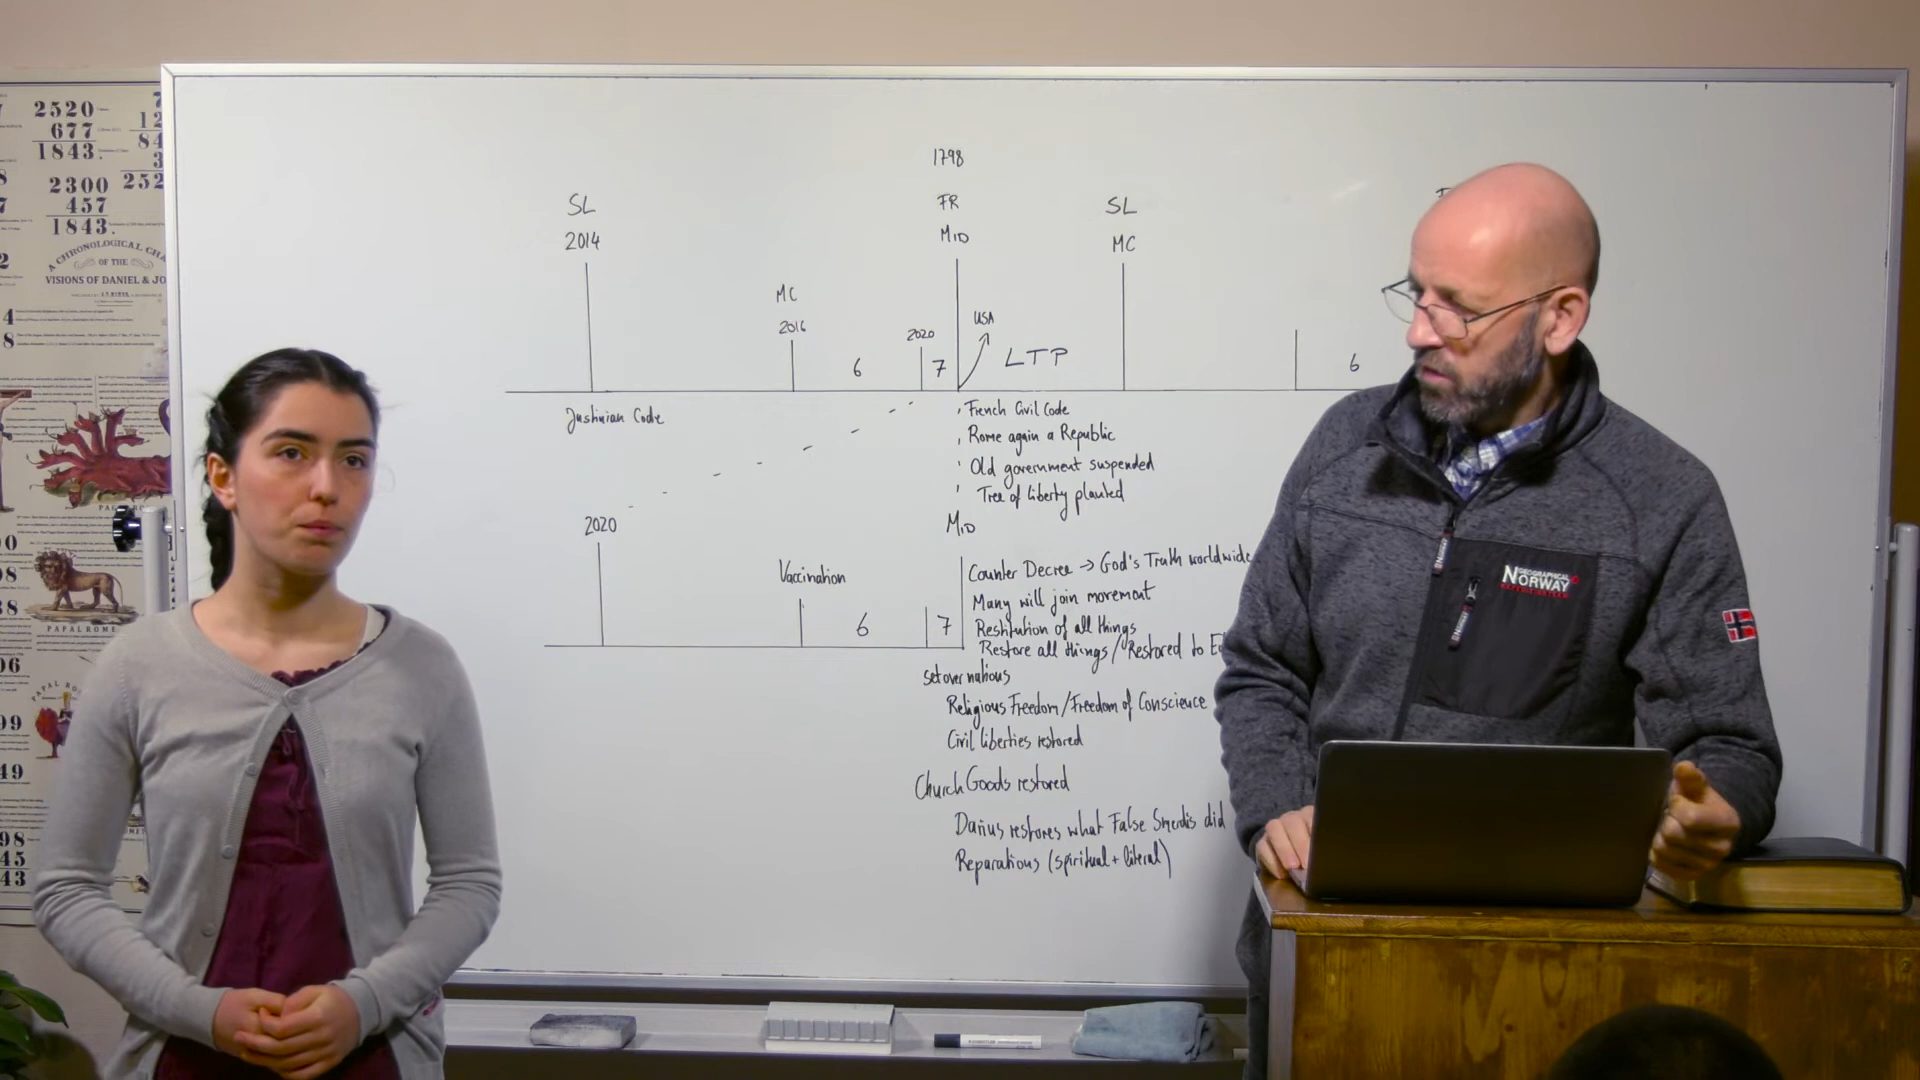 2520
677
1843.
2300
457
1843.
252
A CHRONOLOGICAL CHA
OF THE
VISIONS OF DANIEL & JO
PAPAL ROME
1798
SL
FR
SL
2014
MID
MC
MC
2016
2020
USA
6
7
LTP
6
Justinian Code
French Civil Code
Rome again a Republic
Old government suspended
Tree of liberty planted
2020
MID
Vaccination
Counter Decree → God's Truth worldwide
Many will join movement
6
7
Restitution of all things
Restore all things / Restored to E
set over nations
Religious Freedom/Freedom of Conscience
Civil liberties restored
Church Goods restored
Darius restores what False Smerdis did
Reparations (spiritual + literal)
GEOGRAPHICAL
NORWAY